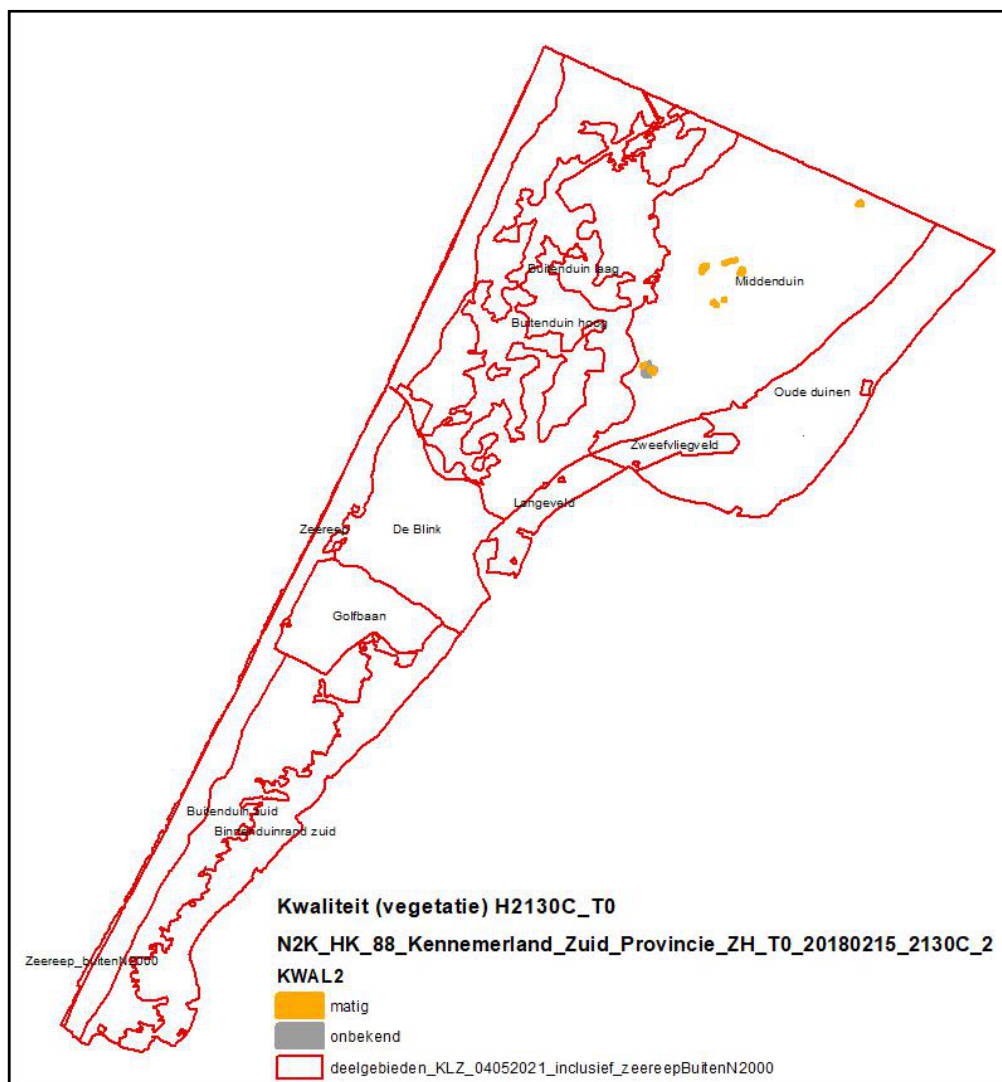 Buitenduin laag
Middenduin
Buitenduin hoog
Oude duinen
Zweefvliegveld
Langeveld
Zeereep
De Blink
Golfbaan
Buitenduin zuid
Binnenduinrand zuid
Zeereep_buitenN2000
Kwaliteit (vegetatie) H2130C_T0
N2K_HK_88_Kennemerland_Zuid_Provincie_ZH_T0_20180215_2130C_2
KWAL2
matig
onbekend
deelgebieden_KLZ_04052021_inclusief_zeereepBuitenN2000